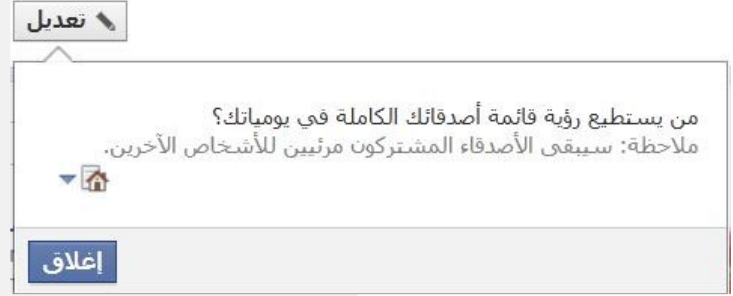 تعديل
من يستطيع رؤية قائمة أصدقائك الكاملة في يومياتك؟
ملاحظة: سيبقى الأصدقاء المشتركون مرئيين للأشخاص الآخرين.
إغلاق